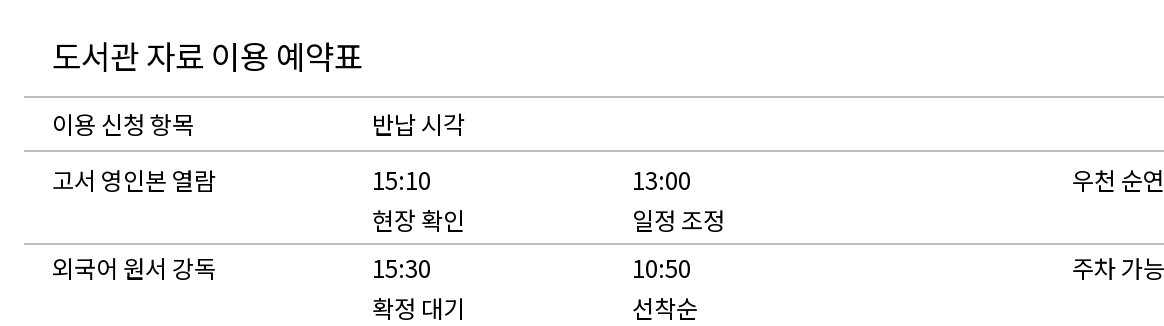 도서관 자료 이용 예약표
이용 신청 항목 반납 시각
고서 영인본 열람 15:10 13:00 우천 순연
현장 확인 일정 조정
외국어 원서 강독 15:30 10:50 주차 가능
확정 대기 선착순